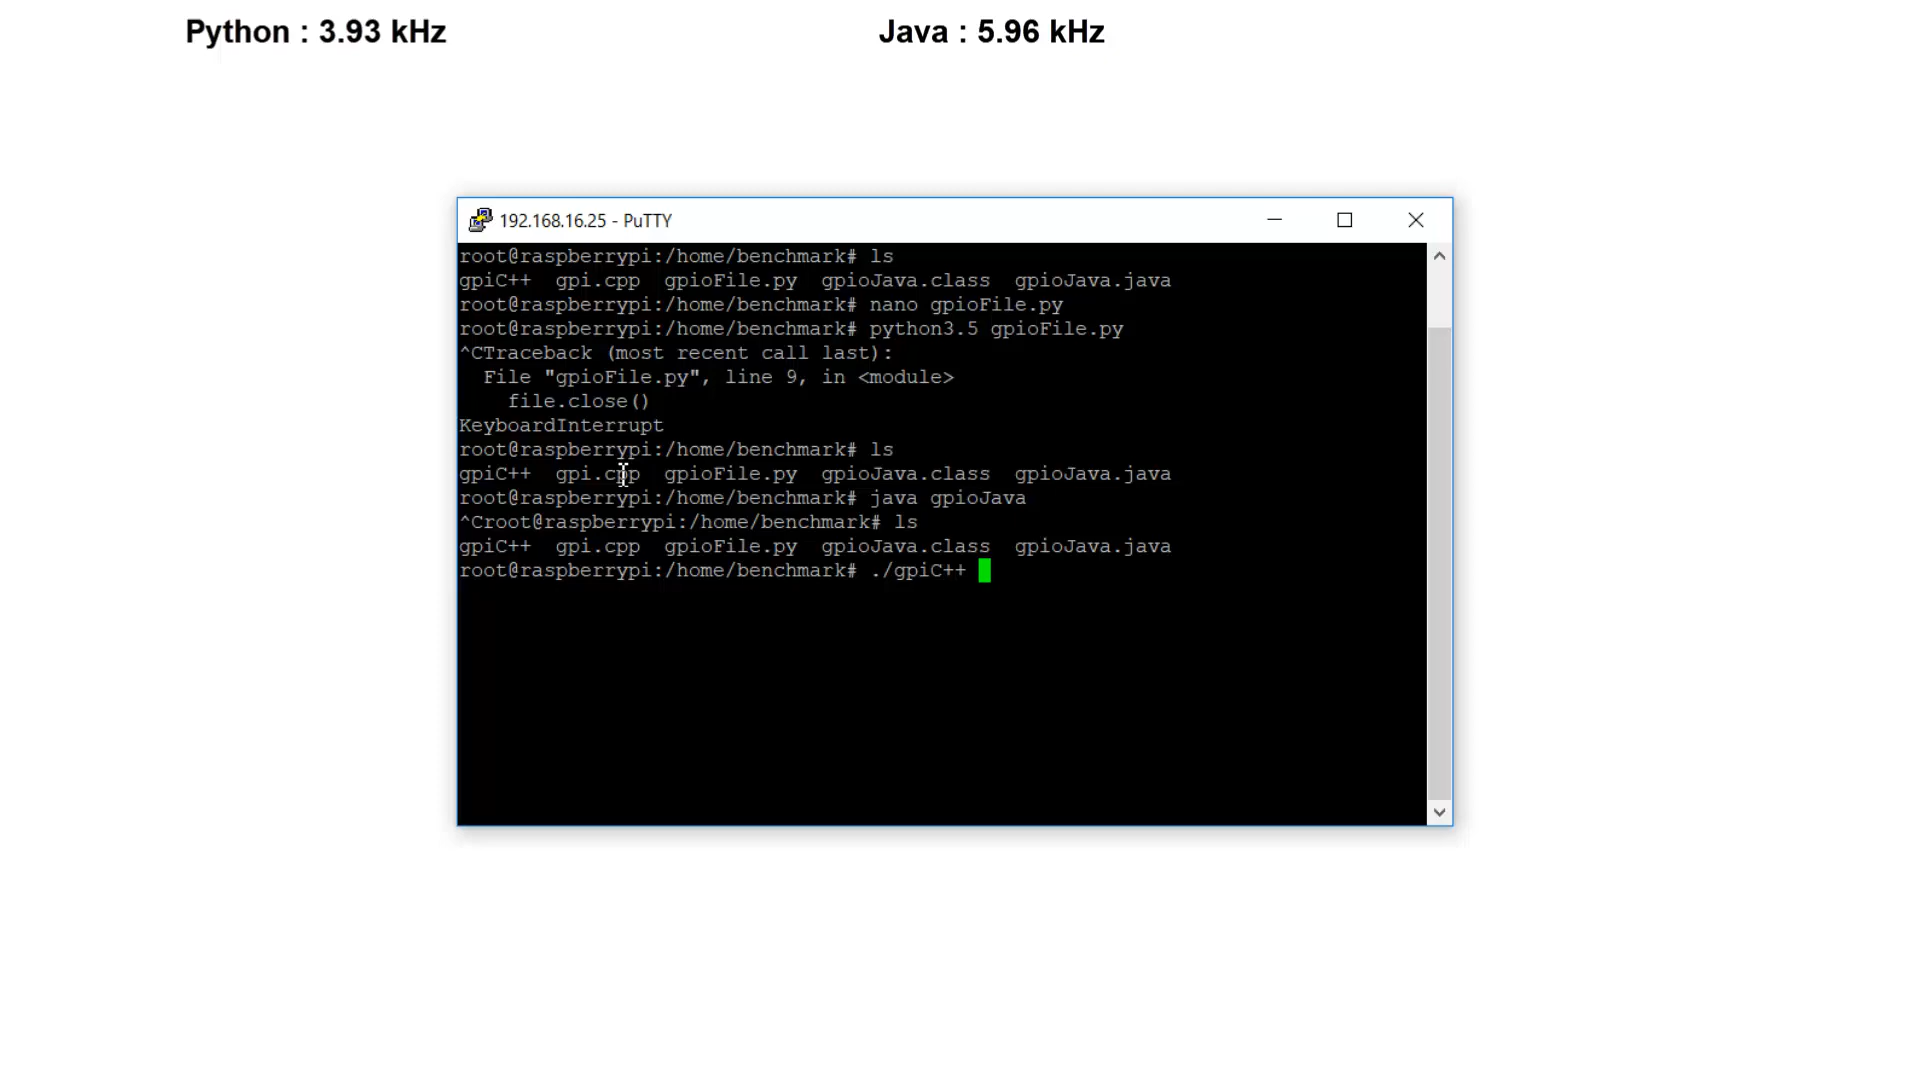 Python : 3.93 kHz
Java : 5.96 kHz
192.168.16.25 - PuTTY
root@raspberrypi:/home/benchmark# ls
gpiC++  gpi.cpp  gpioFile.py  gpioJava.class  gpioJava.java
root@raspberrypi:/home/benchmark# nano gpioFile.py
root@raspberrypi:/home/benchmark# python3.5 gpioFile.py
^CTraceback (most recent call last):
  File "gpioFile.py", line 9, in <module>
    file.close()
KeyboardInterrupt
root@raspberrypi:/home/benchmark# ls
gpiC++  gpi.cpp  gpioFile.py  gpioJava.class  gpioJava.java
root@raspberrypi:/home/benchmark# java gpioJava
^Croot@raspberrypi:/home/benchmark# ls
gpiC++  gpi.cpp  gpioFile.py  gpioJava.class  gpioJava.java
root@raspberrypi:/home/benchmark# ./gpiC++